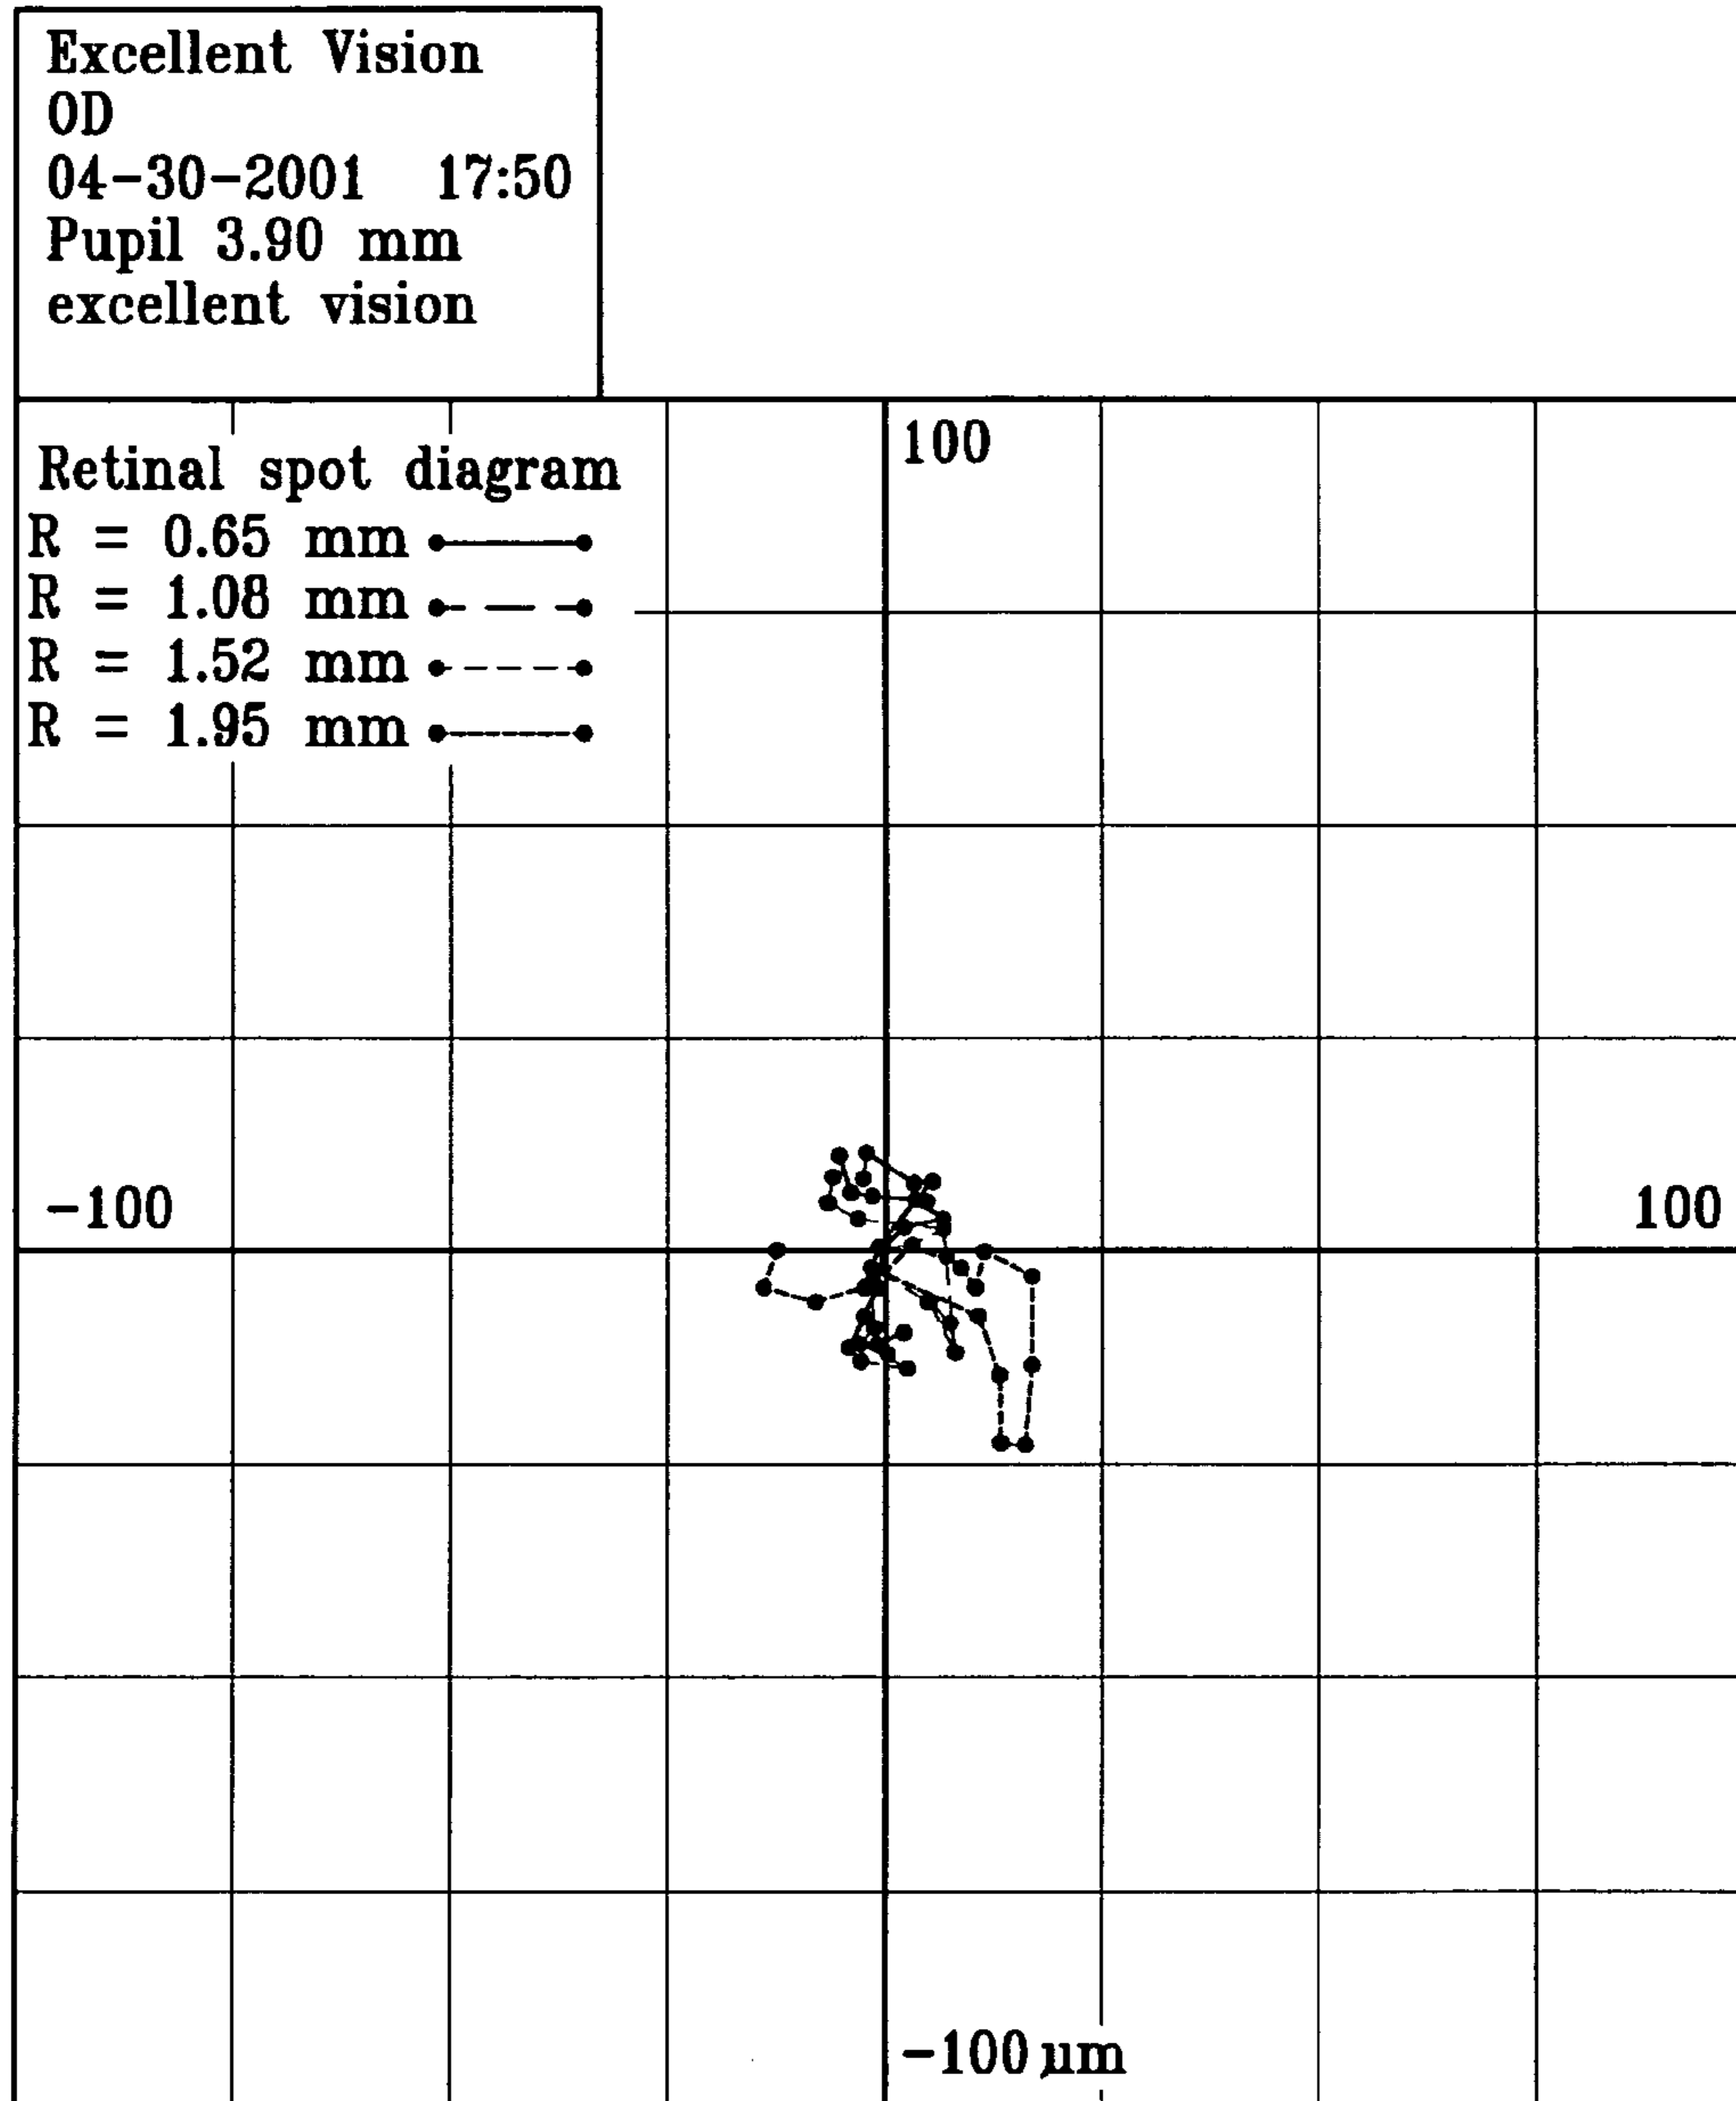 Excellent Vision
OD
04-30-2001 17:50
Pupil 3.90 mm
excellent vision
Retinal spot diagram
R = 0.65 mm
R = 1.08 mm
R = 1.52 mm
R = 1.95 mm
100
-100
100
-100 µm